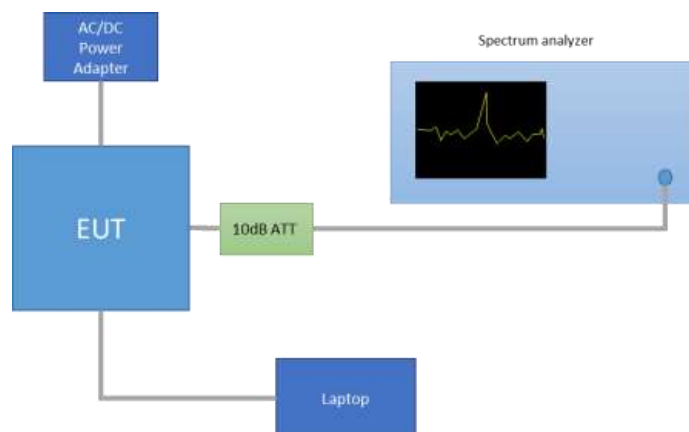 AC/DC
Power
Adapter
Spectrum analyzer
EUT
10dB ATT
Laptop